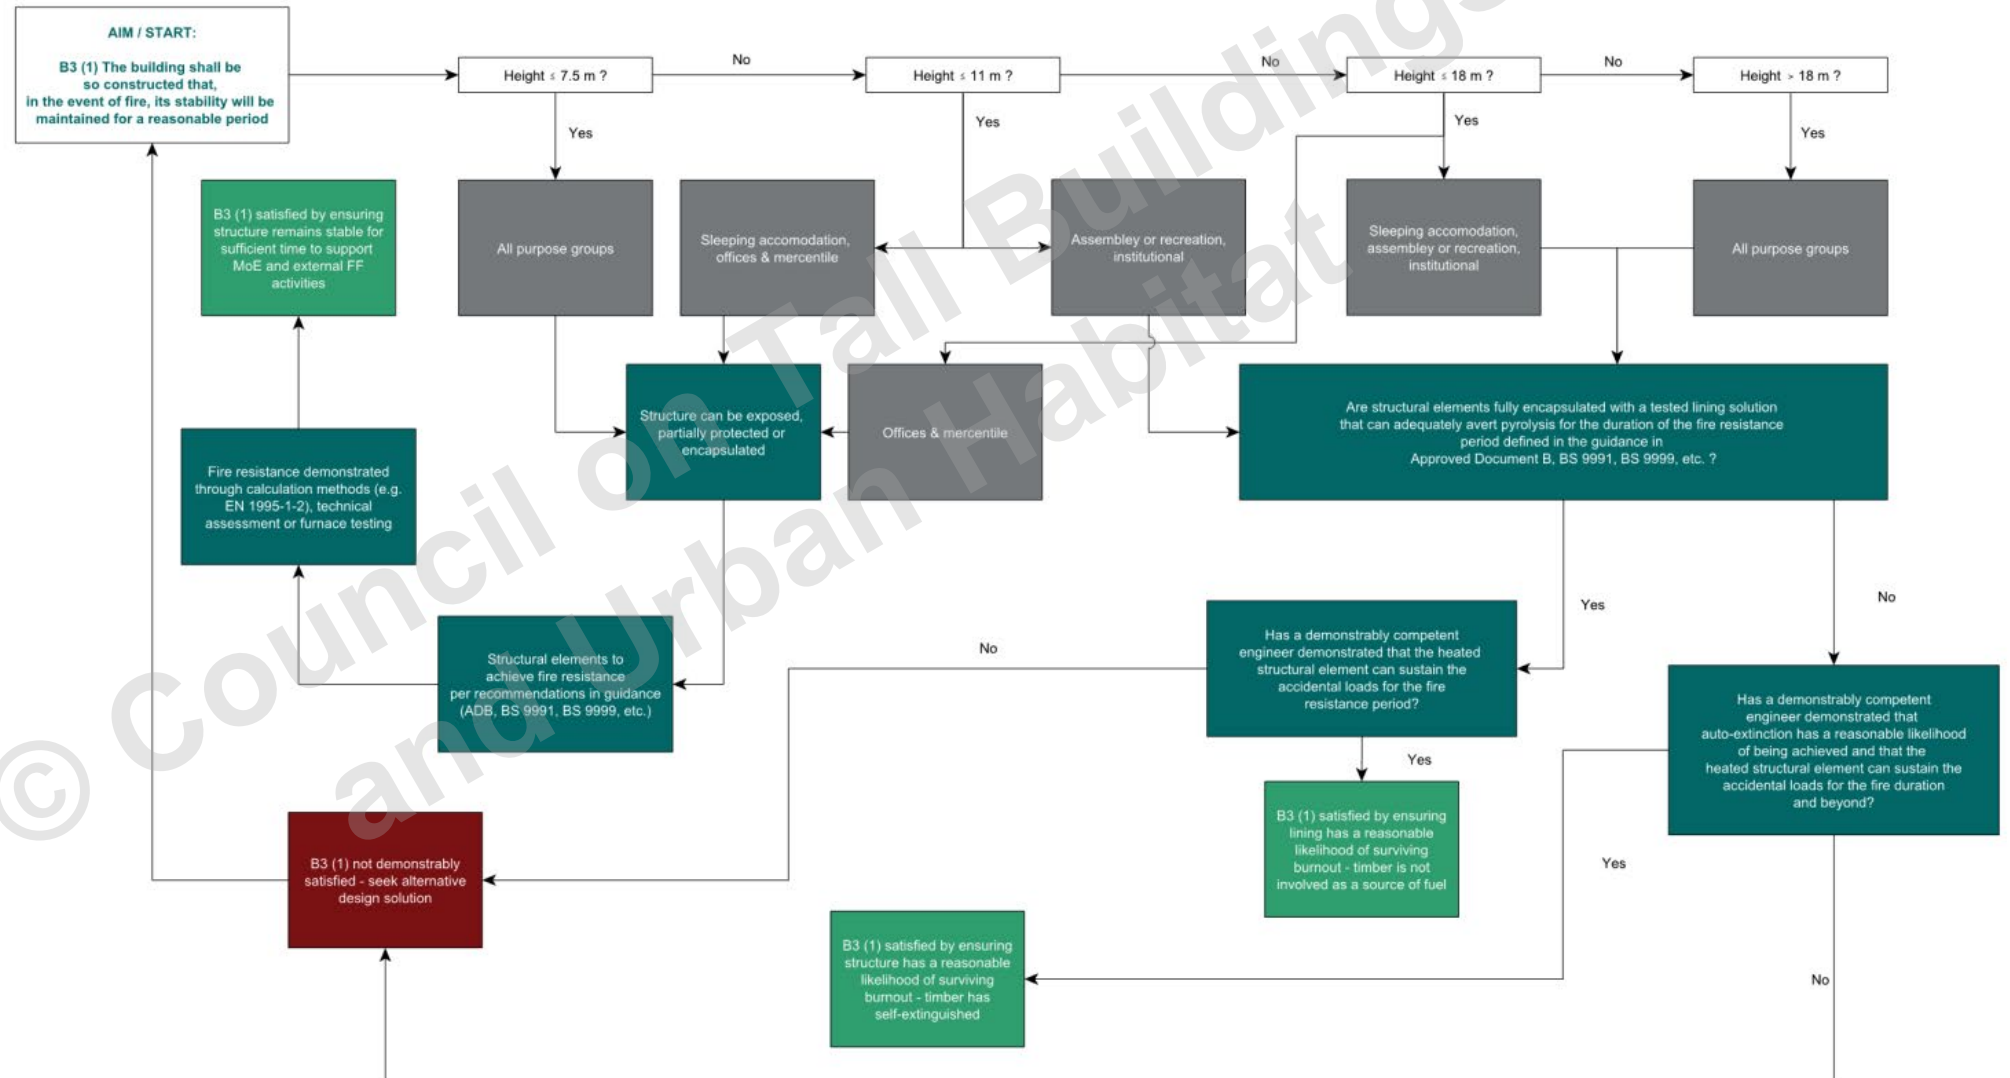 AIM / START:
B3 (1) The building shall be
so constructed that,
in the event of fire, its stability will be
maintained for a reasonable period
Height ≤ 7.5 m ?
No
Height ≤ 11 m ?
No
Height ≤ 18 m ?
No
Height > 18 m ?
Yes
Yes
Yes
Yes
B3 (1) satisfied by ensuring
structure remains stable for
sufficient time to support
MoE and external FF
activities
All purpose groups
Sleeping accomodation,
offices & mercentile
Assembley or recreation,
institutional
Sleeping accomodation,
assembley or recreation,
institutional
All purpose groups
Structure can be exposed,
partially protected or
encapsulated
Offices & mercentile
Are structural elements fully encapsulated with a tested lining solution
that can adequately avert pyrolysis for the duration of the fire resistance
period defined in the guidance in
Approved Document B, BS 9991, BS 9999, etc. ?
Fire resistance demonstrated
through calculation methods (e.g.
EN 1995-1-2), technical
assessment or furnace testing
Yes
No
Structural elements to
achieve fire resistance
per recommendations in guidance
(ADB, BS 9991, BS 9999, etc.)
No
Has a demonstrably competent
engineer demonstrated that the heated
structural element can sustain the
accidental loads for the fire
resistance period?
Has a demonstrably competent
engineer demonstrated that
auto-extinction has a reasonable likelihood
of being achieved and that the
heated structural element can sustain the
accidental loads for the fire duration
and beyond?
Yes
B3 (1) satisfied by ensuring
lining has a reasonable
likelihood of surviving
burnout - timber is not
involved as a source of fuel
Yes
B3 (1) not demonstrably
satisfied - seek alternative
design solution
B3 (1) satisfied by ensuring
structure has a reasonable
likelihood of surviving
burnout - timber has
self-extinguished
No
© Council on Tall Buildings
and Urban Habitat